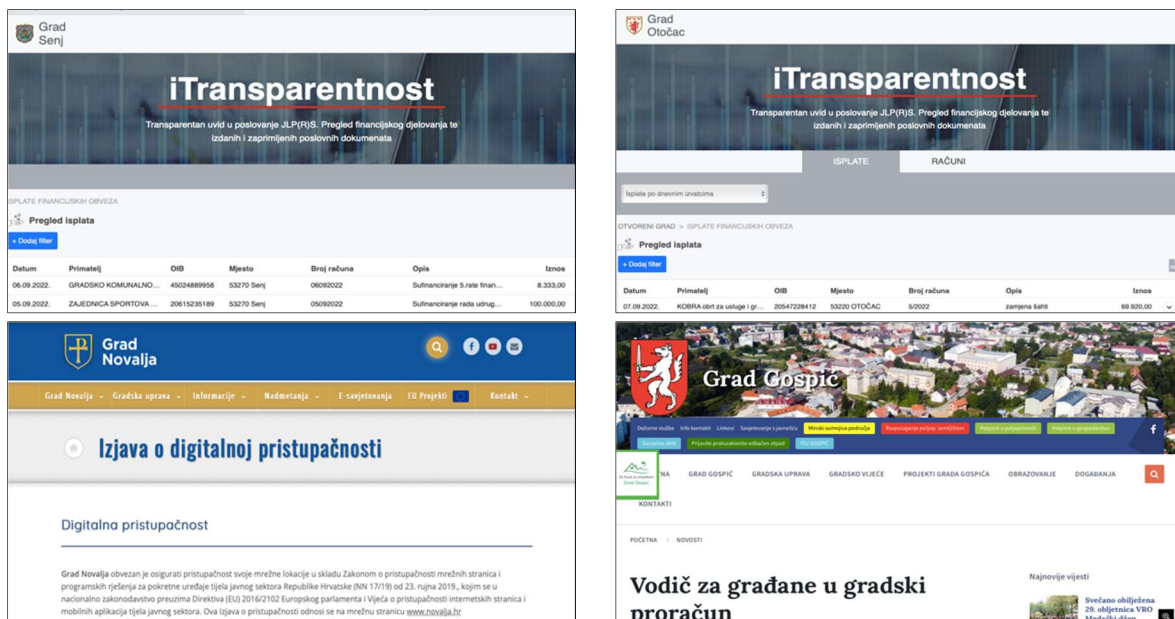 Grad
Senj
iTransparentnost
Transparentan uvid u poslovanje JLP(R)S. Pregled financijskog djelovanja te
izdanih i zaprimljenih poslovnih dokumenata
ISPLATE FINANCIJSKIH OBVEZA
Pregled isplata
+ Dodaj filter
Datum Primatelj OIB Mjesto Broj računa Opis Iznos
06.09.2022. GRADSKO KOMUNALNO... 45024889958 53270 Senj 06092022 Sufinanciranje 5.rate finan... 8.333,00
05.09.2022. ZAJEDNICA SPORTOVA ... 20615235189 53270 Senj 05092022 Sufinanciranje rada udrug... 100.000,00
Grad
Otočac
iTransparentnost
Transparentan uvid u poslovanje JLP(R)S. Pregled financijskog djelovanja te
izdanih i zaprimljenih poslovnih dokumenata
ISPLATE RAČUNI
Isplate po dnevnim izvatcima
OTVORENI GRAD » ISPLATE FINANCIJSKIH OBVEZA
Pregled isplata
+ Dodaj filter
Datum Primatelj OIB Mjesto Broj računa Opis Iznos
07.09.2022. KOBRA obrt za usluge i gr... 20547228412 53220 OTOČAC 5/2022 zamjena šahti 69.920,00
Grad
Novalja
Grad Novalja Gradska uprava Informacije Nadmetanja E-savjetovanja EU Projekti Kontakt
Izjava o digitalnoj pristupačnosti
Digitalna pristupačnost
Grad Novalja obvezan je osigurati pristupačnost svoje mrežne lokacije u skladu Zakonom o pristupačnosti mrežnih stranica i
programskih rješenja za pokretne uređaje tijela javnog sektora Republike Hrvatske (NN 17/19) od 23. rujna 2019., kojim se u
nacionalno zakonodavstvo preuzima Direktiva (EU) 2016/2102 Europskog parlamenta i Vijeća o pristupačnosti internetskih stranica i
mobilnih aplikacija tijela javnog sektora. Ova Izjava o pristupačnosti odnosi se na mrežnu stranicu www.novalja.hr
Grad Gospić
Dežurne službe Info kontakti Linkovi Savjetovanje s javnošću Minski sumnjiva područja Raspolaganje poljop. zemljištem Potpore u poljoprivredi Potpore u gospodarstvu
Socijalna skrb Prijavite protuzakonito odbačen otpad ITU GOSPIĆ
GRAD GOSPIĆ GRADSKA UPRAVA GRADSKO VIJEĆE PROJEKTI GRADA GOSPIĆA OBRAZOVANJE DOGAĐANJA
KONTAKTI
POČETNA NOVOSTI
Vodič za građane u gradski
proračun
Najnovije vijesti
Svečano obilježena
29. obljetnica VRO
Medački džep